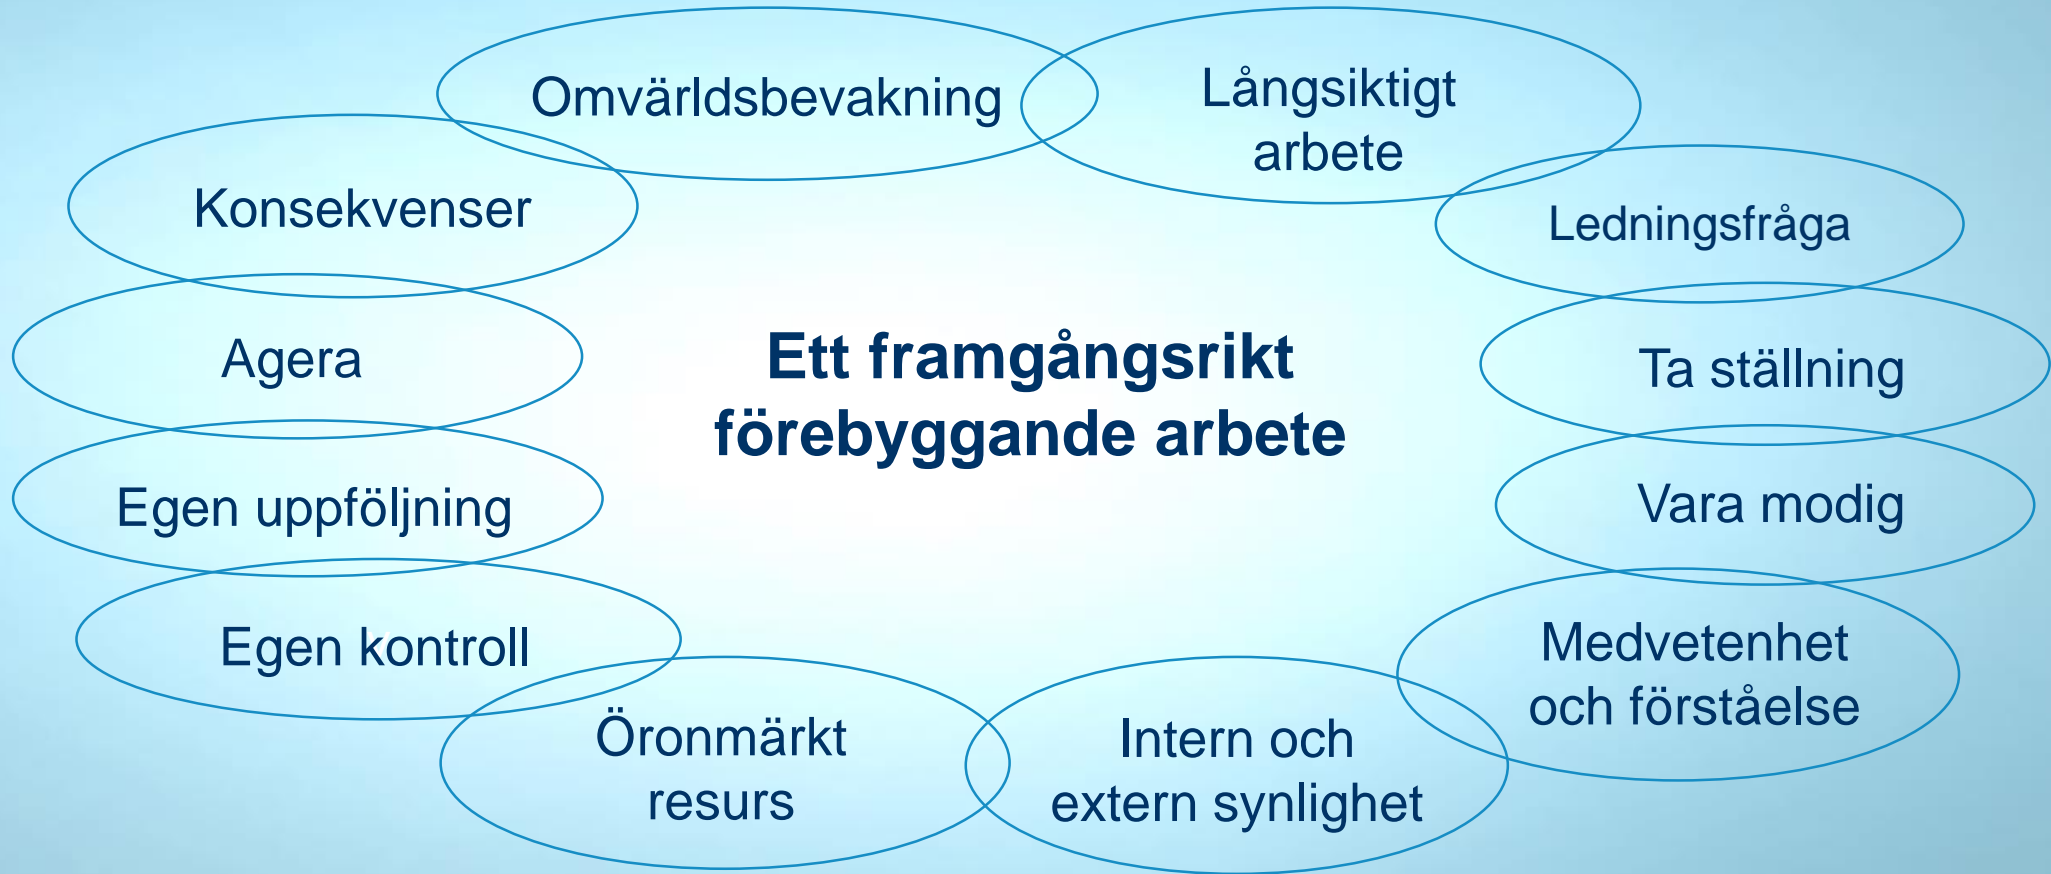 Omvärldsbevakning
Långsiktigt
arbete
Konsekvenser
Ledningsfråga
Agera
Ett framgångsrikt
förebyggande arbete
Ta ställning
Egen uppföljning
Vara modig
Egen kontroll
Medvetenhet
och förståelse
Öronmärkt
resurs
Intern och
extern synlighet